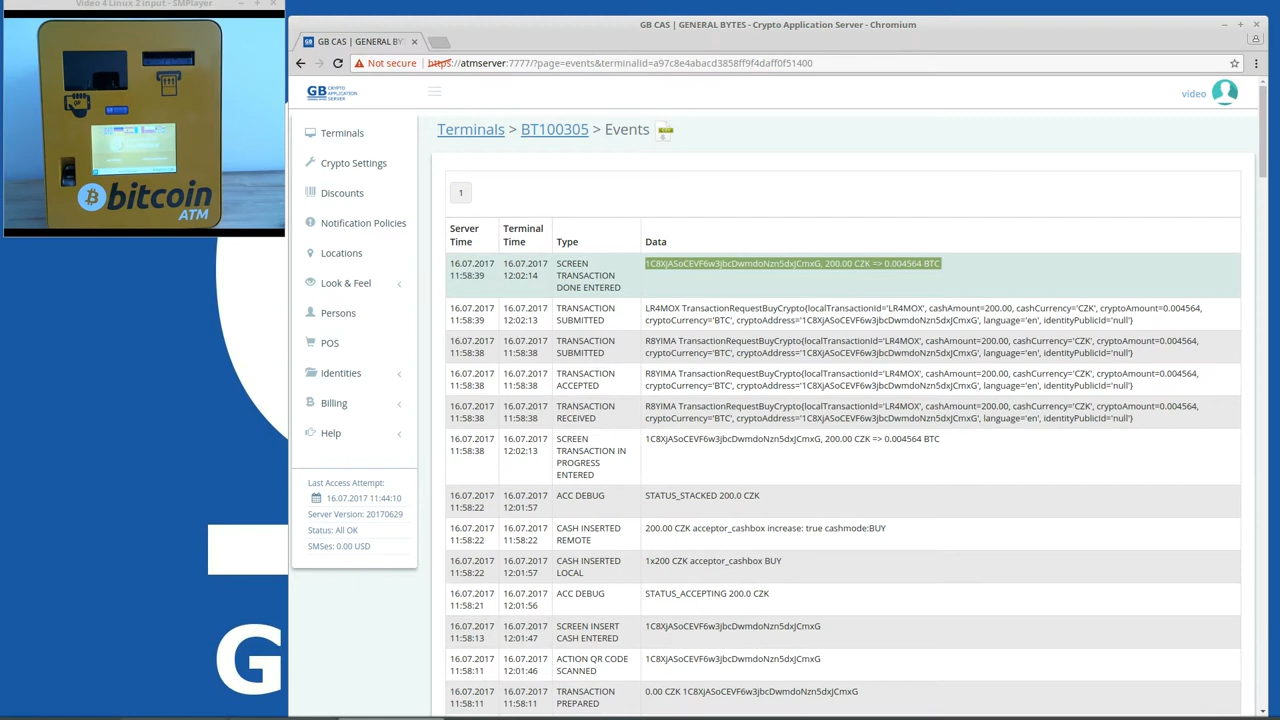 Video 4 Linux 2 input - SMPlayer
GB CAS | GENERAL BYTES - Crypto Application Server - Chromium
GB CAS | GENERAL BY
Not secure | https://atmserver:7777/?page=events&terminalid=a97c8e4abacd3858ff9f4daff0f51400
GB CRYPTO
APPLICATION
SERVER
video
Terminals
Crypto Settings
Discounts
Notification Policies
Locations
Look & Feel
Persons
POS
Identities
Billing
Help
Last Access Attempt:
16.07.2017 11:44:10
Server Version: 20170629
Status: All OK
SMSes: 0.00 USD
Terminals > BT100305 > Events
1
Server Time Terminal Time Type Data
16.07.2017 11:58:39 16.07.2017 12:02:14 SCREEN TRANSACTION DONE ENTERED 1C8XjASoCEVF6w3jbcDwmdoNzn5dxJCmxG, 200.00 CZK => 0.004564 BTC
16.07.2017 11:58:39 16.07.2017 12:02:13 TRANSACTION SUBMITTED LR4MOX TransactionRequestBuyCrypto{localTransactionId='LR4MOX', cashAmount=200.00, cashCurrency='CZK', cryptoAmount=0.004564,
cryptoCurrency='BTC', cryptoAddress='1C8XjASoCEVF6w3jbcDwmdoNzn5dxJCmxG', language='en', identityPublicId='null'}
16.07.2017 11:58:38 16.07.2017 11:58:38 TRANSACTION SUBMITTED R8YIMA TransactionRequestBuyCrypto{localTransactionId='LR4MOX', cashAmount=200.00, cashCurrency='CZK', cryptoAmount=0.004564,
cryptoCurrency='BTC', cryptoAddress='1C8XjASoCEVF6w3jbcDwmdoNzn5dxJCmxG', language='en', identityPublicId='null'}
16.07.2017 11:58:38 16.07.2017 11:58:38 TRANSACTION ACCEPTED R8YIMA TransactionRequestBuyCrypto{localTransactionId='LR4MOX', cashAmount=200.00, cashCurrency='CZK', cryptoAmount=0.004564,
cryptoCurrency='BTC', cryptoAddress='1C8XjASoCEVF6w3jbcDwmdoNzn5dxJCmxG', language='en', identityPublicId='null'}
16.07.2017 11:58:38 16.07.2017 11:58:38 TRANSACTION RECEIVED R8YIMA TransactionRequestBuyCrypto{localTransactionId='LR4MOX', cashAmount=200.00, cashCurrency='CZK', cryptoAmount=0.004564,
cryptoCurrency='BTC', cryptoAddress='1C8XjASoCEVF6w3jbcDwmdoNzn5dxJCmxG', language='en', identityPublicId='null'}
16.07.2017 11:58:38 16.07.2017 12:02:13 SCREEN TRANSACTION IN PROGRESS ENTERED 1C8XjASoCEVF6w3jbcDwmdoNzn5dxJCmxG, 200.00 CZK => 0.004564 BTC
16.07.2017 11:58:22 16.07.2017 12:01:57 ACC DEBUG STATUS_STACKED 200.0 CZK
16.07.2017 11:58:22 16.07.2017 11:58:22 CASH INSERTED REMOTE 200.00 CZK acceptor_cashbox increase: true cashmode:BUY
16.07.2017 11:58:22 16.07.2017 12:01:57 CASH INSERTED LOCAL 1x200 CZK acceptor_cashbox BUY
16.07.2017 11:58:21 16.07.2017 12:01:56 ACC DEBUG STATUS_ACCEPTING 200.0 CZK
16.07.2017 11:58:13 16.07.2017 12:01:47 SCREEN INSERT CASH ENTERED 1C8XjASoCEVF6w3jbcDwmdoNzn5dxJCmxG
16.07.2017 11:58:11 16.07.2017 12:01:46 ACTION QR CODE SCANNED 1C8XjASoCEVF6w3jbcDwmdoNzn5dxJCmxG
16.07.2017 11:58:11 16.07.2017 11:58:11 TRANSACTION PREPARED 0.00 CZK 1C8XjASoCEVF6w3jbcDwmdoNzn5dxJCmxG
bitcoin
ATM
G